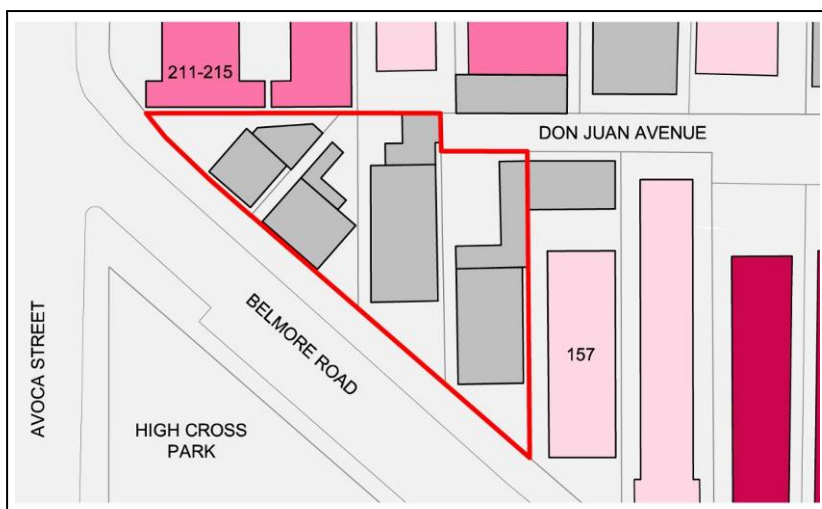 211-215
DON JUAN AVENUE
BELMORE ROAD
157
AVOCA STREET
HIGH CROSS
PARK